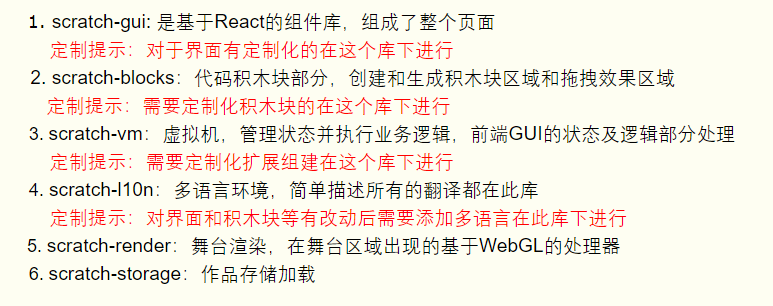 1. scratch-gui: 是基于React的组件库，组成了整个页面
定制提示：对于界面有定制化的在这个库下进行
2. scratch-blocks：代码积木块部分，创建和生成积木块区域和拖拽效果区域
定制提示：需要定制化积木块的在这个库下进行
3. scratch-vm：虚拟机，管理状态并执行业务逻辑，前端GUI的状态及逻辑部分处理
定制提示：需要定制化扩展组建在这个库下进行
4. scratch-l10n：多语言环境，简单描述所有的翻译都在此库
定制提示：对界面和积木块等有改动后需要添加多语言在此库下进行
5. scratch-render：舞台渲染，在舞台区域出现的基于WebGL的处理器
6. scratch-storage：作品存储加载